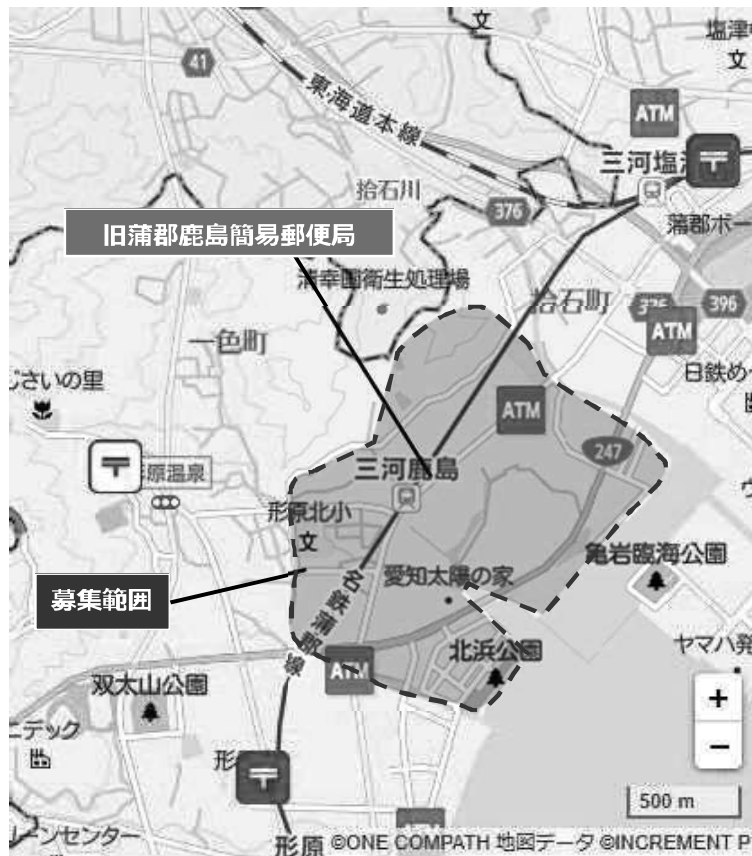 塩津
文
文
41
東海道本線
ATM
三河塩
拾石川
376
旧蒲郡鹿島簡易郵便局
蒲郡ボー
清幸園衛生処理場
拾石町
396
ATM
一色町
日鉄め
じさいの里
ATM
247
三河鹿島
原温泉
形原北小
文
亀岩臨海公園
愛知太陽の家
募集範囲
名鉄蒲郡線
ヤマハ発
北浜公園
ATM
双太山公園
+
ニテック
−
形
500 m
レーンセンター
形原
©ONE COMPATH 地図データ ©INCREMENT P